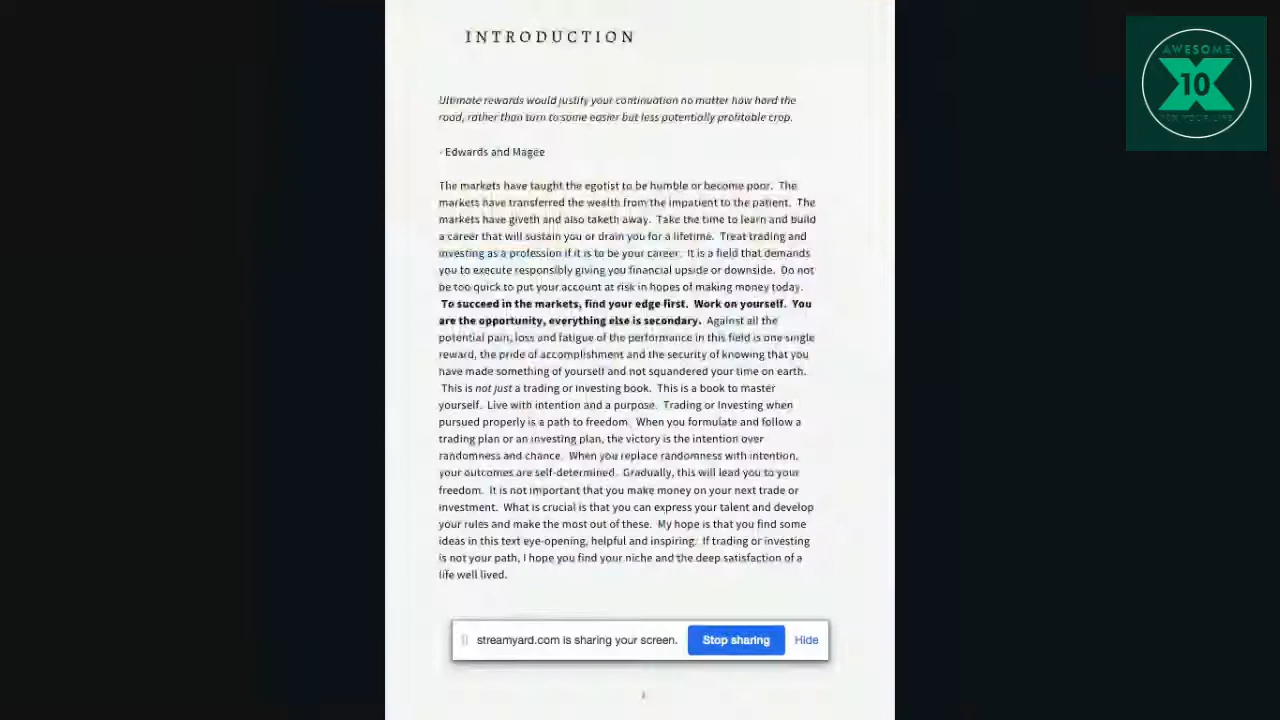 INTRODUCTION
Ultimate rewards would justify your continuation no matter how hard the
road, rather than turn to some easier but less potentially profitable crop.
- Edwards and Magee
The markets have taught the egotist to be humble or become poor. The
markets have transferred the wealth from the impatient to the patient. The
markets have giveth and also taketh away. Take the time to learn and build
a career that will sustain you or drain you for a lifetime. Treat trading and
investing as a profession if it is to be your career. It is a field that demands
you to execute responsibly giving you financial upside or downside. Do not
be too quick to put your account at risk in hopes of making money today.
To succeed in the markets, find your edge first. Work on yourself. You
are the opportunity, everything else is secondary. Against all the
potential pain, loss and fatigue of the performance in this field is one single
reward, the pride of accomplishment and the security of knowing that you
have made something of yourself and not squandered your time on earth.
This is not just a trading or investing book. This is a book to master
yourself. Live with intention and a purpose. Trading or Investing when
pursued properly is a path to freedom. When you formulate and follow a
trading plan or an investing plan, the victory is the intention over
randomness and chance. When you replace randomness with intention,
your outcomes are self-determined. Gradually, this will lead you to your
freedom. It is not important that you make money on your next trade or
investment. What is crucial is that you can express your talent and develop
your rules and make the most out of these. My hope is that you find some
ideas in this text eye-opening, helpful and inspiring. If trading or investing
is not your path, I hope you find your niche and the deep satisfaction of a
life well lived.
streamyard.com is sharing your screen. Stop sharing Hide
AWESOME
X
10
FOR YOUR LIFE